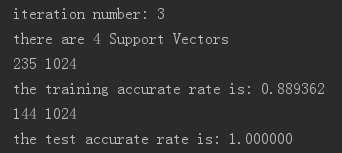 iteration number: 3
there are 4 Support Vectors
235 1024
the training accurate rate is: 0.889362
144 1024
the test accurate rate is: 1.000000